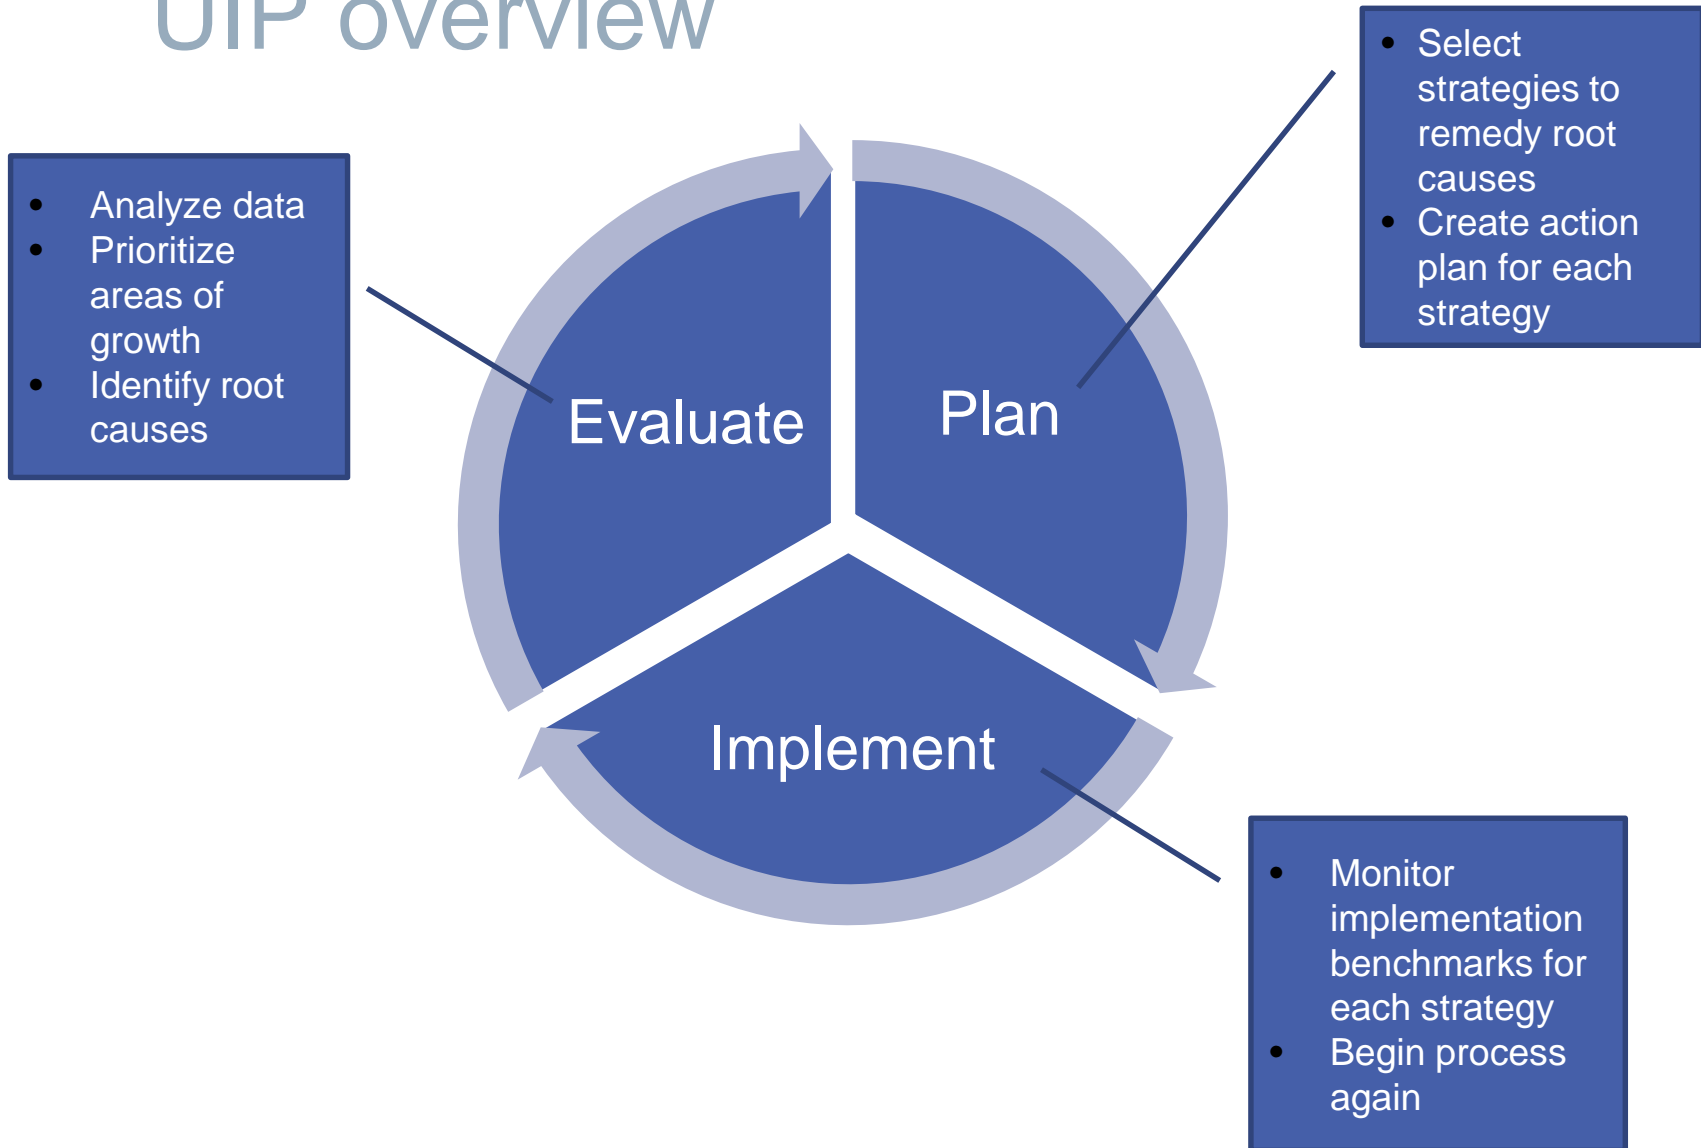 UIP overview
• Select
strategies to
remedy root
causes
• Create action
plan for each
strategy
• Analyze data
• Prioritize
areas of
growth
• Identify root
causes
Evaluate
Plan
Implement
• Monitor
implementation
benchmarks for
each strategy
• Begin process
again